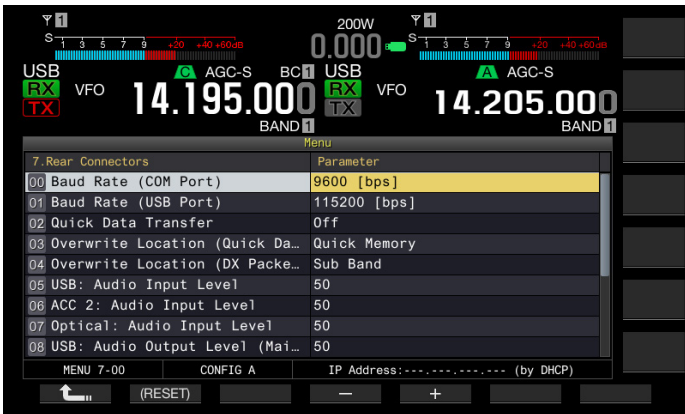 1 200W 1
S 1 3 5 7 9 +20 +40 +60dB 0.000 S 1 3 5 7 9 +20 +40 +60dB
USB C AGC-S BC 1 USB A AGC-S
RX VFO 14.195.000 RX VFO 14.205.000
TX TX
BAND 1 BAND 1
Menu
7.Rear Connectors Parameter
00 Baud Rate (COM Port) 9600 [bps]
01 Baud Rate (USB Port) 115200 [bps]
02 Quick Data Transfer Off
03 Overwrite Location (Quick Da… Quick Memory
04 Overwrite Location (DX Packe… Sub Band
05 USB: Audio Input Level 50
06 ACC 2: Audio Input Level 50
07 Optical: Audio Input Level 50
08 USB: Audio Output Level (Mai… 50
MENU 7-00 CONFIG A IP Address:---.---.---.--- (by DHCP)
(RESET) − +